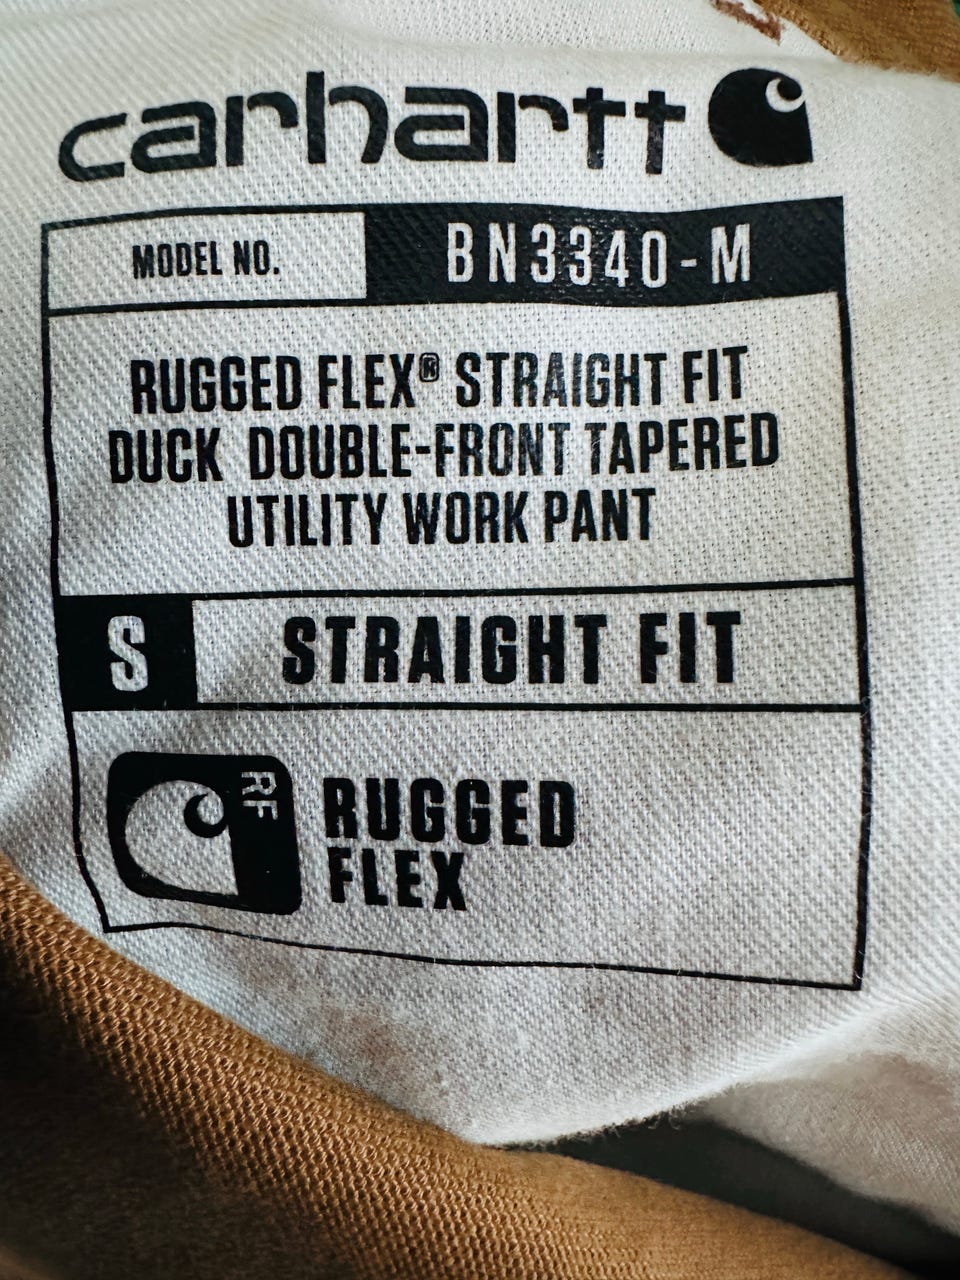 carhartt
MODEL NO. BN3340-M
RUGGED FLEX® STRAIGHT FIT
DUCK DOUBLE-FRONT TAPERED
UTILITY WORK PANT
S STRAIGHT FIT
RF
RUGGED
FLEX